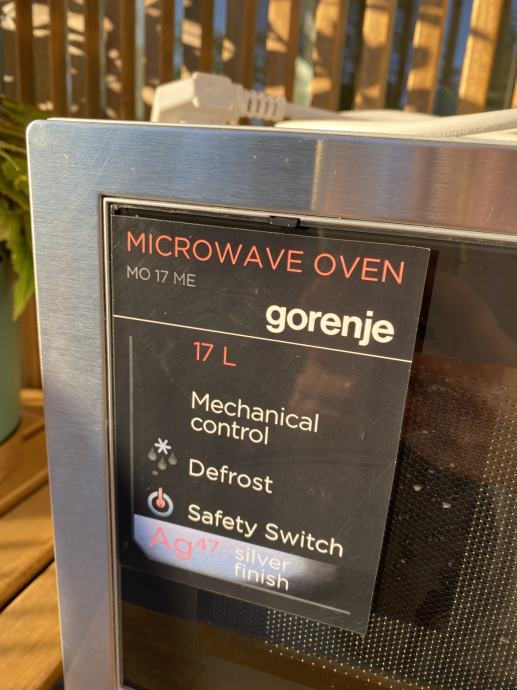 MICROWAVE OVEN
MO 17 ME
gorenje
17 L
Mechanical
control
Defrost
Safety Switch
Ag47 silver
finish